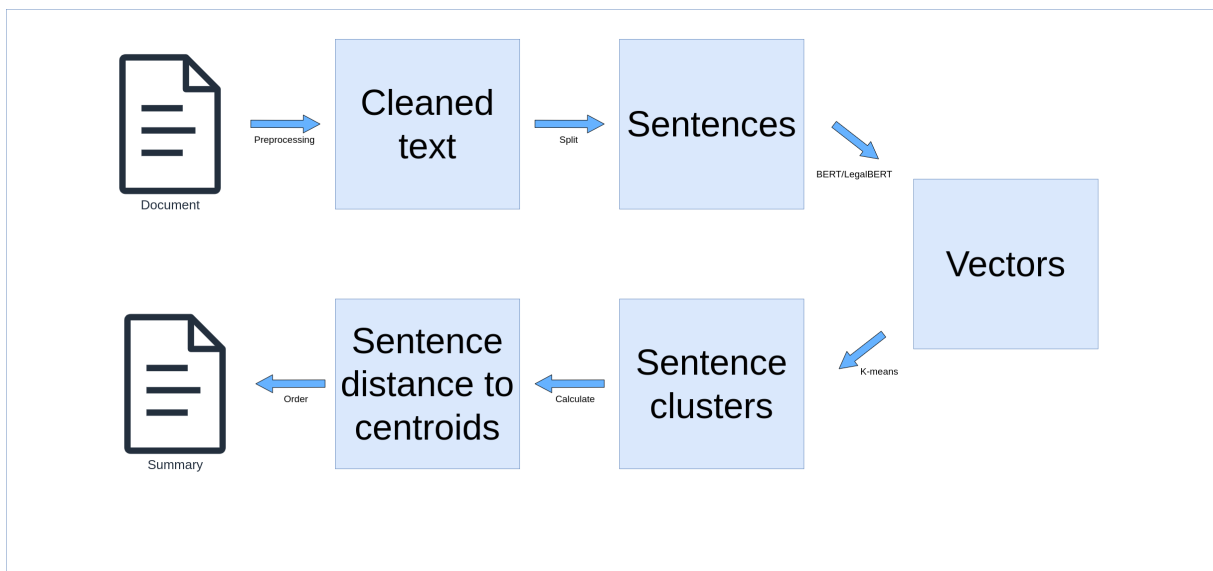 Cleaned
text
Sentences
Preprocessing
Split
Document
BERT/LegalBERT
Vectors
K-means
Sentence
clusters
Calculate
Sentence
distance to
centroids
Order
Summary